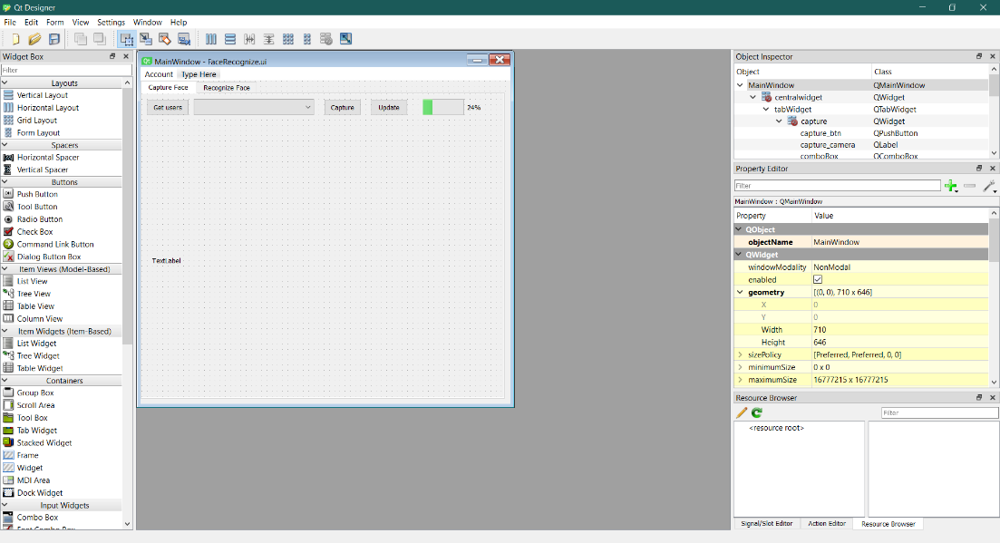 Qt Designer
File Edit Form View Settings Window Help
Widget Box
Filter
Layouts
Vertical Layout
Horizontal Layout
Grid Layout
Form Layout
Spacers
Horizontal Spacer
Vertical Spacer
Buttons
Push Button
Tool Button
Radio Button
Check Box
Command Link Button
Dialog Button Box
Item Views (Model-Based)
List View
Tree View
Table View
Column View
Item Widgets (Item-Based)
List Widget
Tree Widget
Table Widget
Containers
Group Box
Scroll Area
Tool Box
Tab Widget
Stacked Widget
Frame
Widget
MDI Area
Dock Widget
Input Widgets
Combo Box
Font Combo Box
Qt MainWindow - FaceRecognize.ui
Account Type Here
Capture Face Recognize Face
Get users Capture Update 24%
TextLabel
Object Inspector
Object Class
MainWindow QMainWindow
centralwidget QWidget
tabWidget QTabWidget
capture QWidget
capture_btn QPushButton
capture_camera QLabel
comboBox QComboBox
Property Editor
Filter
MainWindow : QMainWindow
Property Value
QObject
objectName MainWindow
QWidget
windowModality NonModal
enabled
geometry [(0, 0), 710 x 646]
X 0
Y 0
Width 710
Height 646
sizePolicy [Preferred, Preferred, 0, 0]
minimumSize 0 x 0
maximumSize 16777215 x 16777215
Resource Browser
Filter
<resource root>
Signal/Slot Editor Action Editor Resource Browser